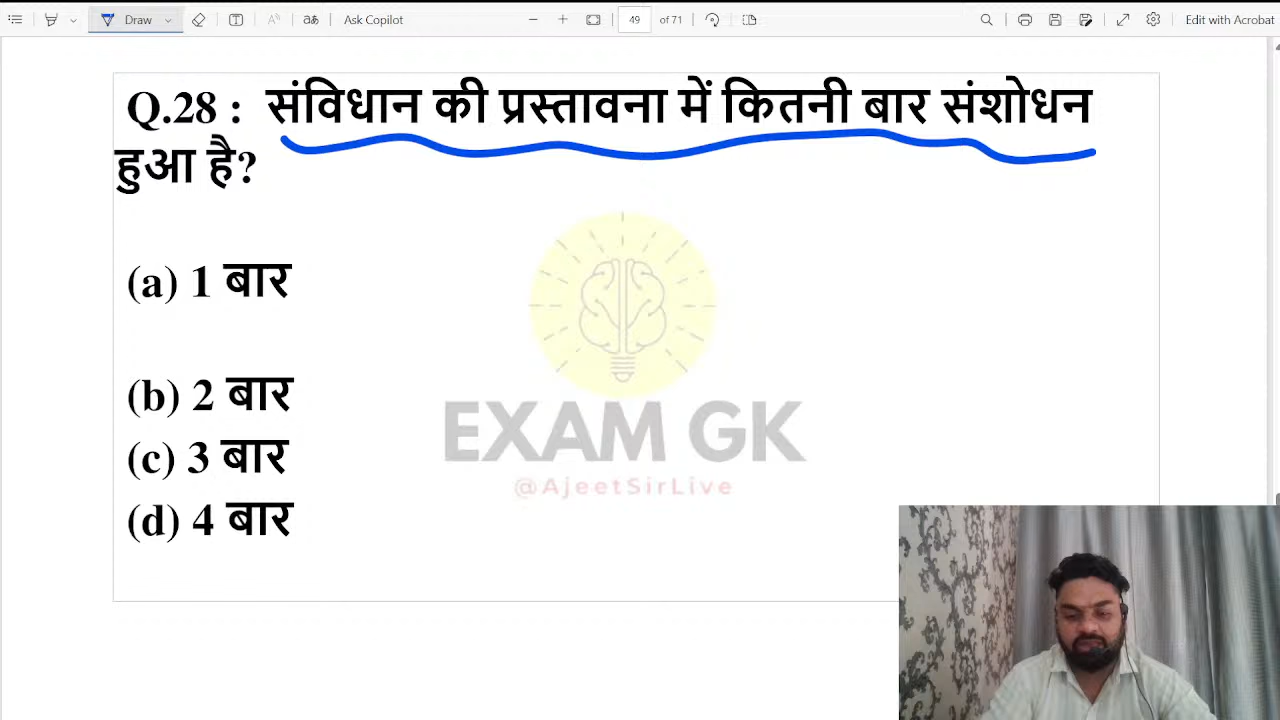 Draw
Ask Copilot
49 of 71
Edit with Acrobat
Q.28 : संविधान की प्रस्तावना में कितनी बार संशोधन
हुआ है?
(a) 1 बार
(b) 2 बार
(c) 3 बार
(d) 4 बार
EXAM GK
@AjeetSirLive